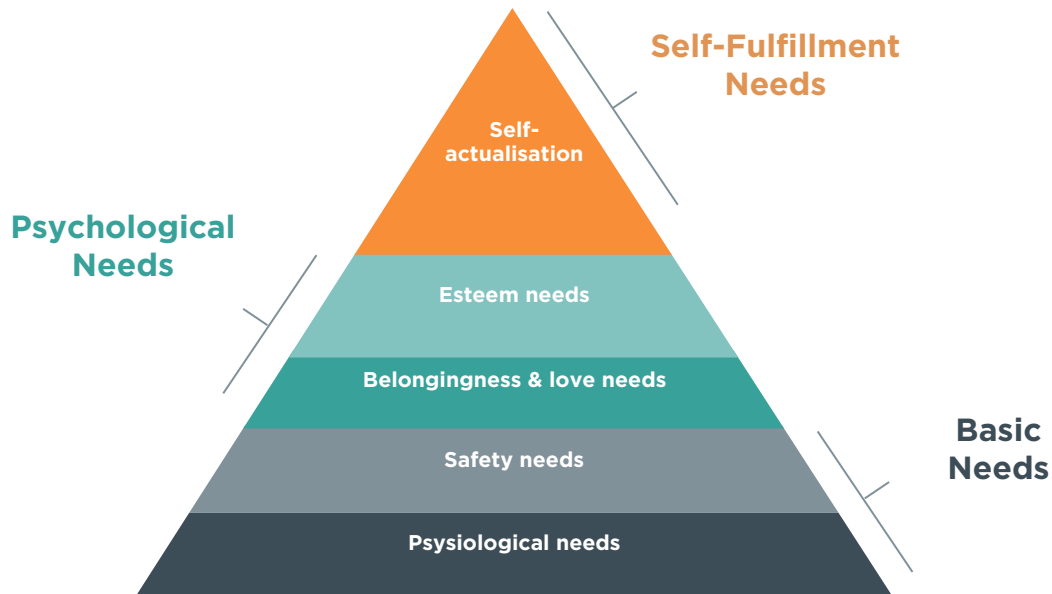 Self-Fulfillment
Needs
Self-
actualisation
Psychological
Needs
Esteem needs
Belongingness & love needs
Basic
Needs
Safety needs
Psysiological needs